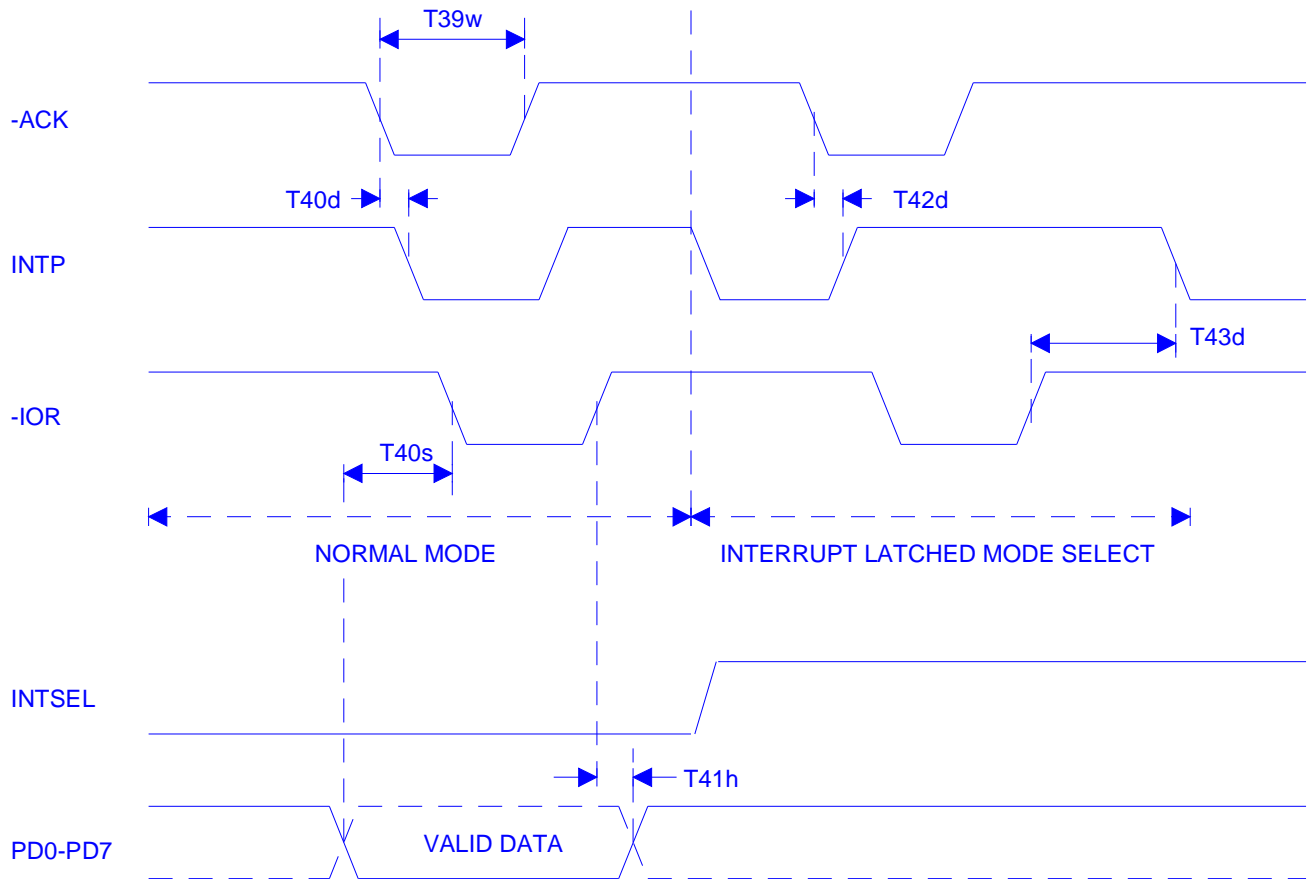 T39w
-ACK
T40d
T42d
INTP
T43d
-IOR
T40s
NORMAL MODE
INTERRUPT LATCHED MODE SELECT
INTSEL
T41h
PD0-PD7
VALID DATA